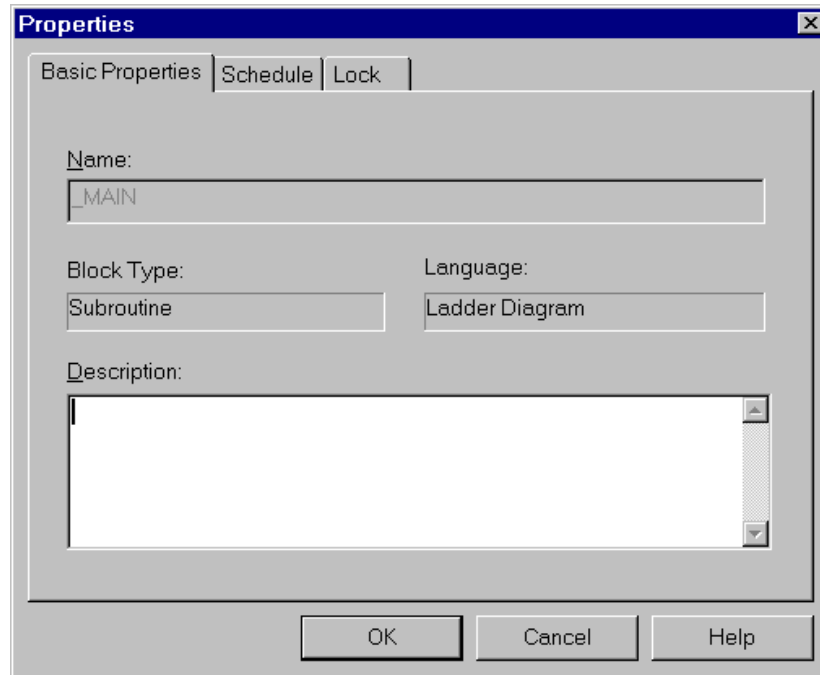 Properties
Basic Properties Schedule Lock
Name:
_MAIN
Block Type: Language:
Subroutine Ladder Diagram
Description:
OK Cancel Help